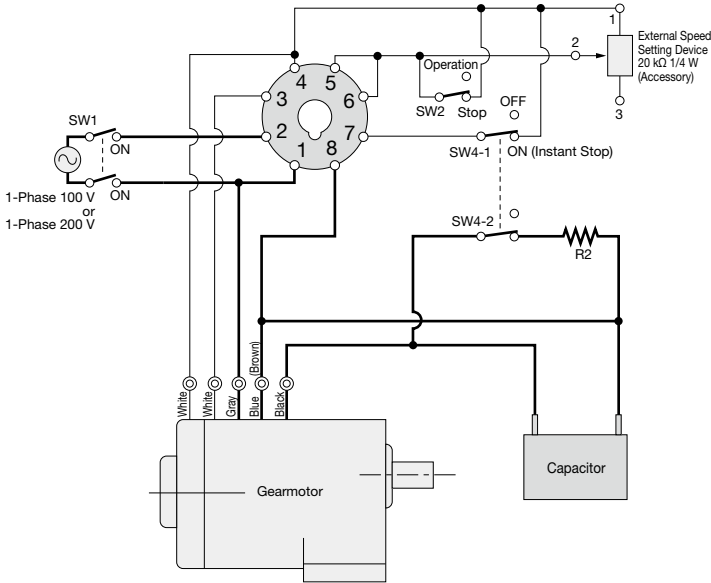 1
External Speed
Setting Device
20 kΩ 1/4 W
(Accessory)
2
3
Operation
SW2 Stop
OFF
4 5
3 6
2 7
1 8
SW1
ON
ON
SW4-1 ON (Instant Stop)
1-Phase 100 V
or
1-Phase 200 V
SW4-2
R2
White
White
Gray
Blue (Brown)
Black
Gearmotor
Capacitor